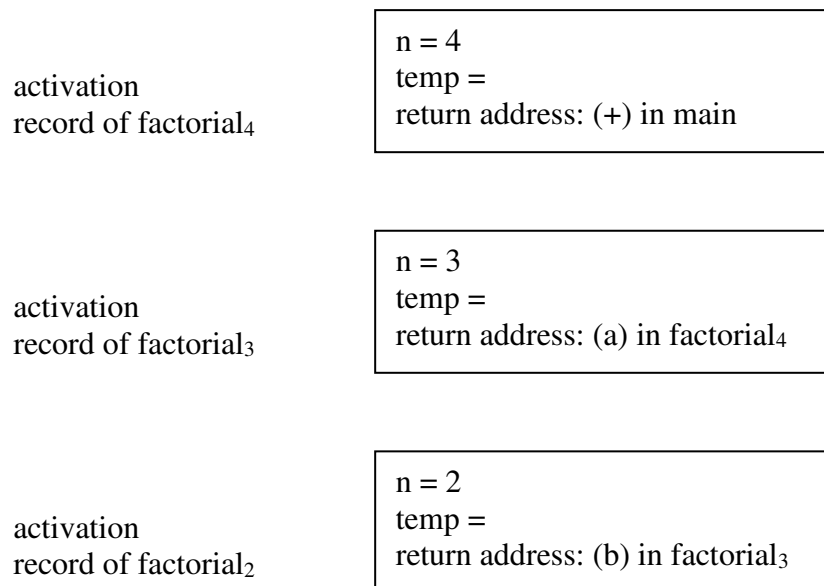 n = 4
temp =
return address: (+) in main
activation
record of factorial₄
n = 3
temp =
return address: (a) in factorial₄
activation
record of factorial₃
n = 2
temp =
return address: (b) in factorial₃
activation
record of factorial₂